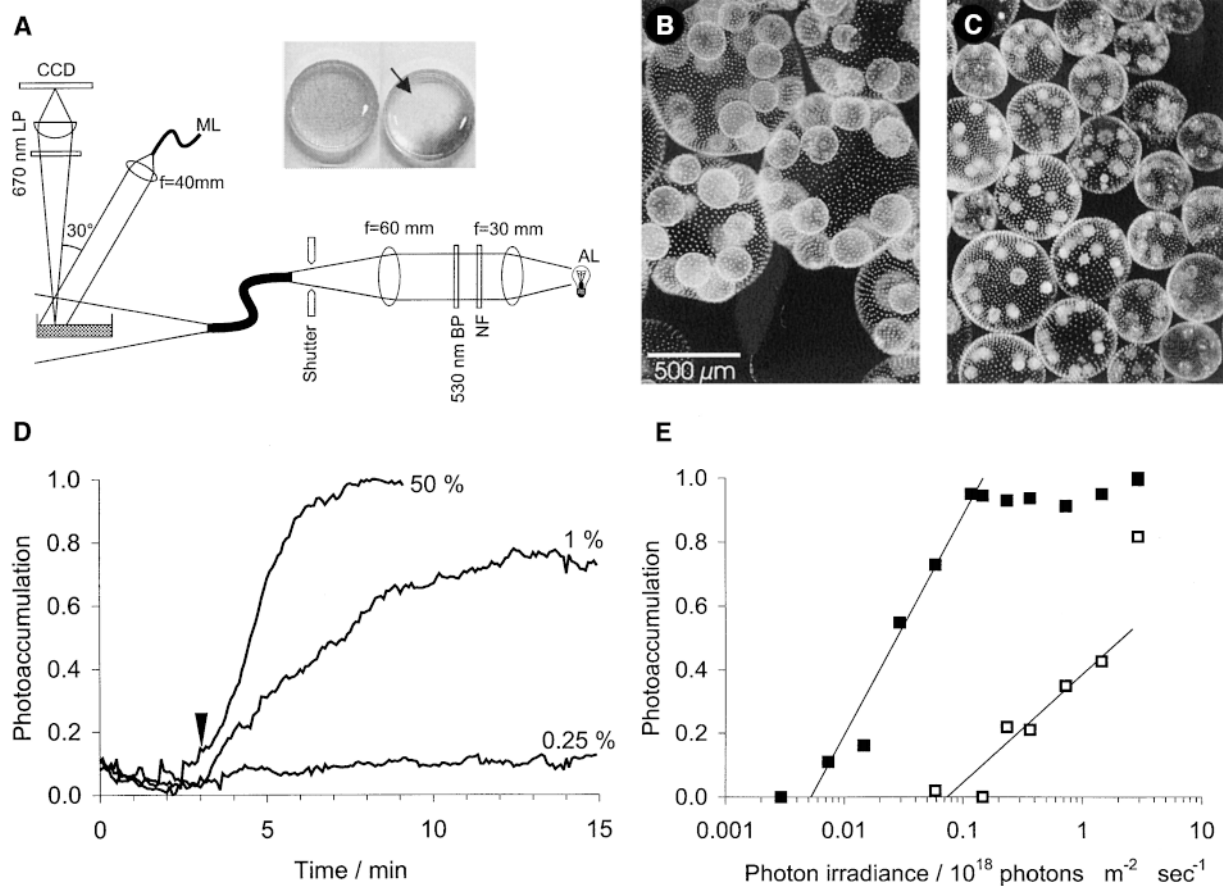 A
CCD
670 nm LP
ML
f=40mm
30°
Shutter
f=60 mm
530 nm BP
NF
f=30 mm
AL
B
500 µm
C
D
Photoaccumulation
1.0
0.8
0.6
0.4
0.2
0.0
50 %
1 %
0.25 %
0
5
10
15
Time / min
E
Photoaccumulation
1.0
0.8
0.6
0.4
0.2
0.0
0.001
0.01
0.1
1
10
Photon irradiance / 10¹⁸ photons m⁻² sec⁻¹